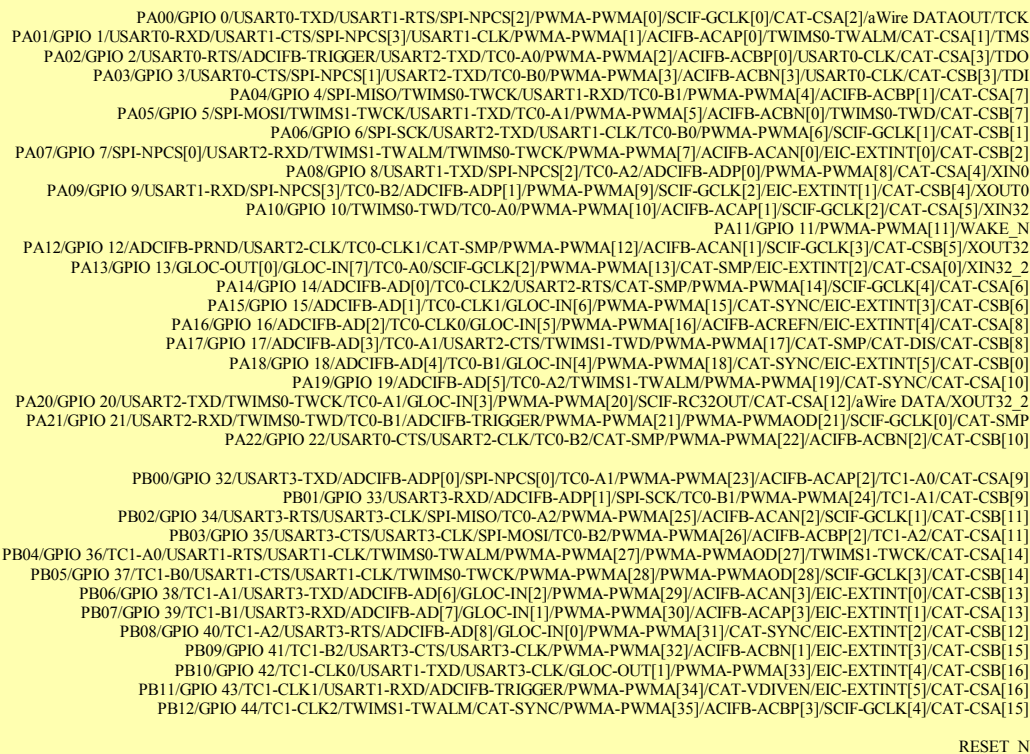 PA00/GPIO 0/USART0-TXD/USART1-RTS/SPI-NPCS[2]/PWMA-PWMA[0]/SCIF-GCLK[0]/CAT-CSA[2]/aWire DATAOUT/TCK
PA01/GPIO 1/USART0-RXD/USART1-CTS/SPI-NPCS[3]/USART1-CLK/PWMA-PWMA[1]/ACIFB-ACAP[0]/TWIMS0-TWALM/CAT-CSA[1]/TMS
PA02/GPIO 2/USART0-RTS/ADCIFB-TRIGGER/USART2-TXD/TC0-A0/PWMA-PWMA[2]/ACIFB-ACBP[0]/USART0-CLK/CAT-CSA[3]/TDO
PA03/GPIO 3/USART0-CTS/SPI-NPCS[1]/USART2-TXD/TC0-B0/PWMA-PWMA[3]/ACIFB-ACBN[3]/USART0-CLK/CAT-CSB[3]/TDI
PA04/GPIO 4/SPI-MISO/TWIMS0-TWCK/USART1-RXD/TC0-B1/PWMA-PWMA[4]/ACIFB-ACBP[1]/CAT-CSA[7]
PA05/GPIO 5/SPI-MOSI/TWIMS1-TWCK/USART1-TXD/TC0-A1/PWMA-PWMA[5]/ACIFB-ACBN[0]/TWIMS0-TWD/CAT-CSB[7]
PA06/GPIO 6/SPI-SCK/USART2-TXD/USART1-CLK/TC0-B0/PWMA-PWMA[6]/SCIF-GCLK[1]/CAT-CSB[1]
PA07/GPIO 7/SPI-NPCS[0]/USART2-RXD/TWIMS1-TWALM/TWIMS0-TWCK/PWMA-PWMA[7]/ACIFB-ACAN[0]/EIC-EXTINT[0]/CAT-CSB[2]
PA08/GPIO 8/USART1-TXD/SPI-NPCS[2]/TC0-A2/ADCIFB-ADP[0]/PWMA-PWMA[8]/CAT-CSA[4]/XIN0
PA09/GPIO 9/USART1-RXD/SPI-NPCS[3]/TC0-B2/ADCIFB-ADP[1]/PWMA-PWMA[9]/SCIF-GCLK[2]/EIC-EXTINT[1]/CAT-CSB[4]/XOUT0
PA10/GPIO 10/TWIMS0-TWD/TC0-A0/PWMA-PWMA[10]/ACIFB-ACAP[1]/SCIF-GCLK[2]/CAT-CSA[5]/XIN32
PA11/GPIO 11/PWMA-PWMA[11]/WAKE_N
PA12/GPIO 12/ADCIFB-PRND/USART2-CLK/TC0-CLK1/CAT-SMP/PWMA-PWMA[12]/ACIFB-ACAN[1]/SCIF-GCLK[3]/CAT-CSB[5]/XOUT32
PA13/GPIO 13/GLOC-OUT[0]/GLOC-IN[7]/TC0-A0/SCIF-GCLK[2]/PWMA-PWMA[13]/CAT-SMP/EIC-EXTINT[2]/CAT-CSA[0]/XIN32_2
PA14/GPIO 14/ADCIFB-AD[0]/TC0-CLK2/USART2-RTS/CAT-SMP/PWMA-PWMA[14]/SCIF-GCLK[4]/CAT-CSA[6]
PA15/GPIO 15/ADCIFB-AD[1]/TC0-CLK1/GLOC-IN[6]/PWMA-PWMA[15]/CAT-SYNC/EIC-EXTINT[3]/CAT-CSB[6]
PA16/GPIO 16/ADCIFB-AD[2]/TC0-CLK0/GLOC-IN[5]/PWMA-PWMA[16]/ACIFB-ACREFN/EIC-EXTINT[4]/CAT-CSA[8]
PA17/GPIO 17/ADCIFB-AD[3]/TC0-A1/USART2-CTS/TWIMS1-TWD/PWMA-PWMA[17]/CAT-SMP/CAT-DIS/CAT-CSB[8]
PA18/GPIO 18/ADCIFB-AD[4]/TC0-B1/GLOC-IN[4]/PWMA-PWMA[18]/CAT-SYNC/EIC-EXTINT[5]/CAT-CSB[0]
PA19/GPIO 19/ADCIFB-AD[5]/TC0-A2/TWIMS1-TWALM/PWMA-PWMA[19]/CAT-SYNC/CAT-CSA[10]
PA20/GPIO 20/USART2-TXD/TWIMS0-TWCK/TC0-A1/GLOC-IN[3]/PWMA-PWMA[20]/SCIF-RC32OUT/CAT-CSA[12]/aWire DATA/XOUT32_2
PA21/GPIO 21/USART2-RXD/TWIMS0-TWD/TC0-B1/ADCIFB-TRIGGER/PWMA-PWMA[21]/PWMA-PWMAOD[21]/SCIF-GCLK[0]/CAT-SMP
PA22/GPIO 22/USART0-CTS/USART2-CLK/TC0-B2/CAT-SMP/PWMA-PWMA[22]/ACIFB-ACBN[2]/CAT-CSB[10]
PB00/GPIO 32/USART3-TXD/ADCIFB-ADP[0]/SPI-NPCS[0]/TC0-A1/PWMA-PWMA[23]/ACIFB-ACAP[2]/TC1-A0/CAT-CSA[9]
PB01/GPIO 33/USART3-RXD/ADCIFB-ADP[1]/SPI-SCK/TC0-B1/PWMA-PWMA[24]/TC1-A1/CAT-CSB[9]
PB02/GPIO 34/USART3-RTS/USART3-CLK/SPI-MISO/TC0-A2/PWMA-PWMA[25]/ACIFB-ACAN[2]/SCIF-GCLK[1]/CAT-CSB[11]
PB03/GPIO 35/USART3-CTS/USART3-CLK/SPI-MOSI/TC0-B2/PWMA-PWMA[26]/ACIFB-ACBP[2]/TC1-A2/CAT-CSA[11]
PB04/GPIO 36/TC1-A0/USART1-RTS/USART1-CLK/TWIMS0-TWALM/PWMA-PWMA[27]/PWMA-PWMAOD[27]/TWIMS1-TWCK/CAT-CSA[14]
PB05/GPIO 37/TC1-B0/USART1-CTS/USART1-CLK/TWIMS0-TWCK/PWMA-PWMA[28]/PWMA-PWMAOD[28]/SCIF-GCLK[3]/CAT-CSB[14]
PB06/GPIO 38/TC1-A1/USART3-TXD/ADCIFB-AD[6]/GLOC-IN[2]/PWMA-PWMA[29]/ACIFB-ACAN[3]/EIC-EXTINT[0]/CAT-CSB[13]
PB07/GPIO 39/TC1-B1/USART3-RXD/ADCIFB-AD[7]/GLOC-IN[1]/PWMA-PWMA[30]/ACIFB-ACAP[3]/EIC-EXTINT[1]/CAT-CSA[13]
PB08/GPIO 40/TC1-A2/USART3-RTS/ADCIFB-AD[8]/GLOC-IN[0]/PWMA-PWMA[31]/CAT-SYNC/EIC-EXTINT[2]/CAT-CSB[12]
PB09/GPIO 41/TC1-B2/USART3-CTS/USART3-CLK/PWMA-PWMA[32]/ACIFB-ACBN[1]/EIC-EXTINT[3]/CAT-CSB[15]
PB10/GPIO 42/TC1-CLK0/USART1-TXD/USART3-CLK/GLOC-OUT[1]/PWMA-PWMA[33]/EIC-EXTINT[4]/CAT-CSB[16]
PB11/GPIO 43/TC1-CLK1/USART1-RXD/ADCIFB-TRIGGER/PWMA-PWMA[34]/CAT-VDIVEN/EIC-EXTINT[5]/CAT-CSA[16]
PB12/GPIO 44/TC1-CLK2/TWIMS1-TWALM/CAT-SYNC/PWMA-PWMA[35]/ACIFB-ACBP[3]/SCIF-GCLK[4]/CAT-CSA[15]
RESET_N